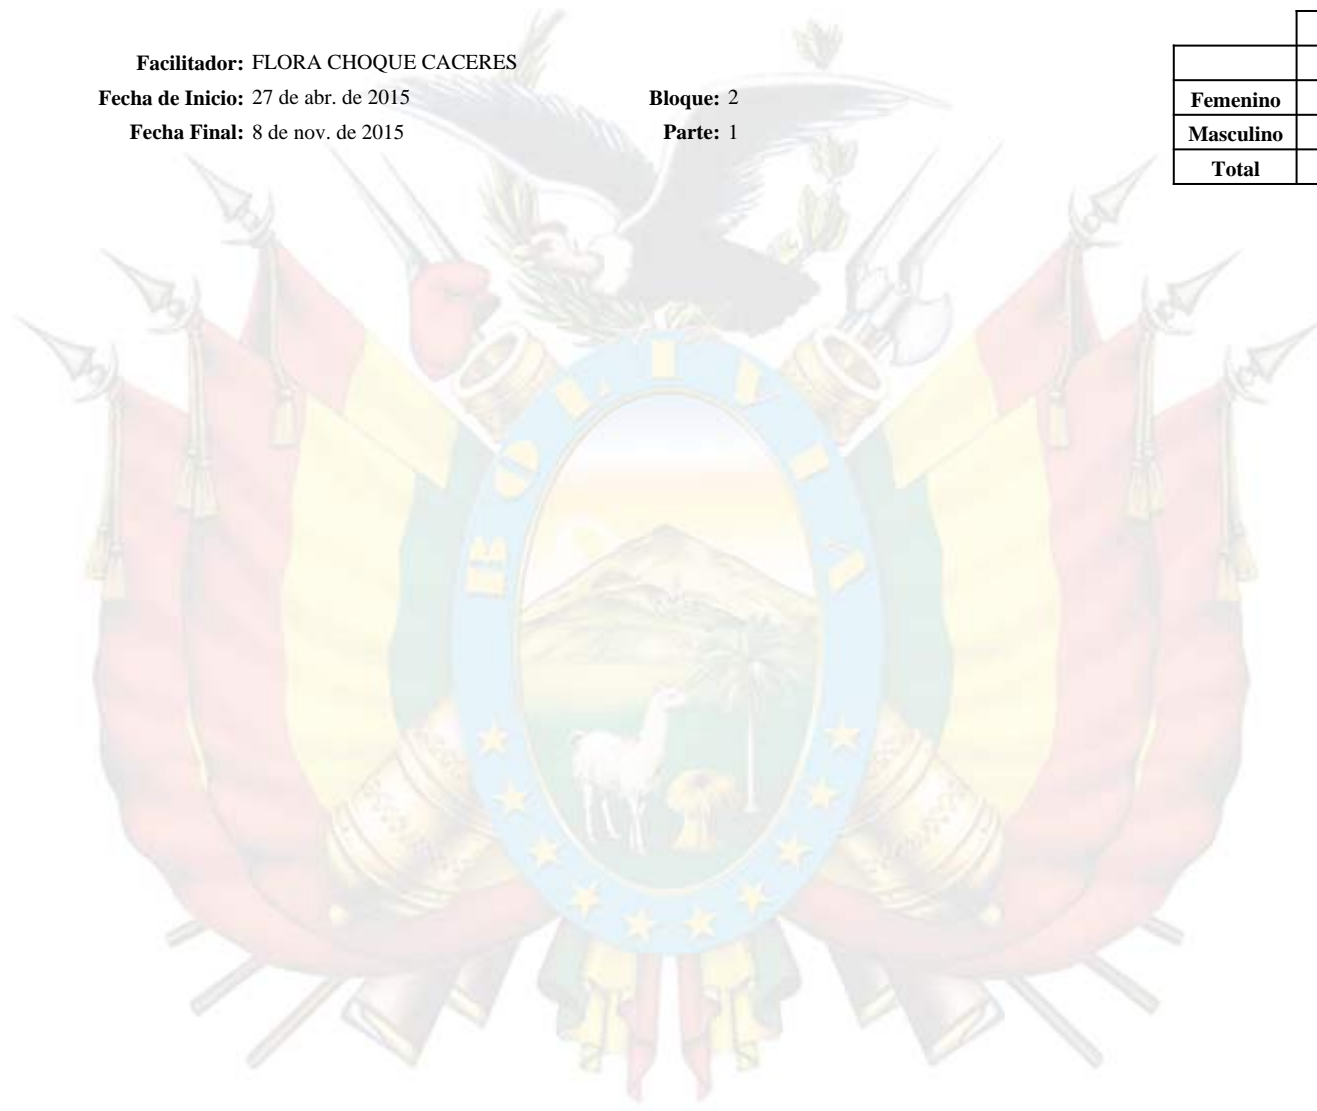 Facilitador: FLORA CHOQUE CACERES
Fecha de Inicio: 27 de abr. de 2015 Bloque: 2
Fecha Final: 8 de nov. de 2015 Parte: 1
Femenino
Masculino
Total
BOLIVIA